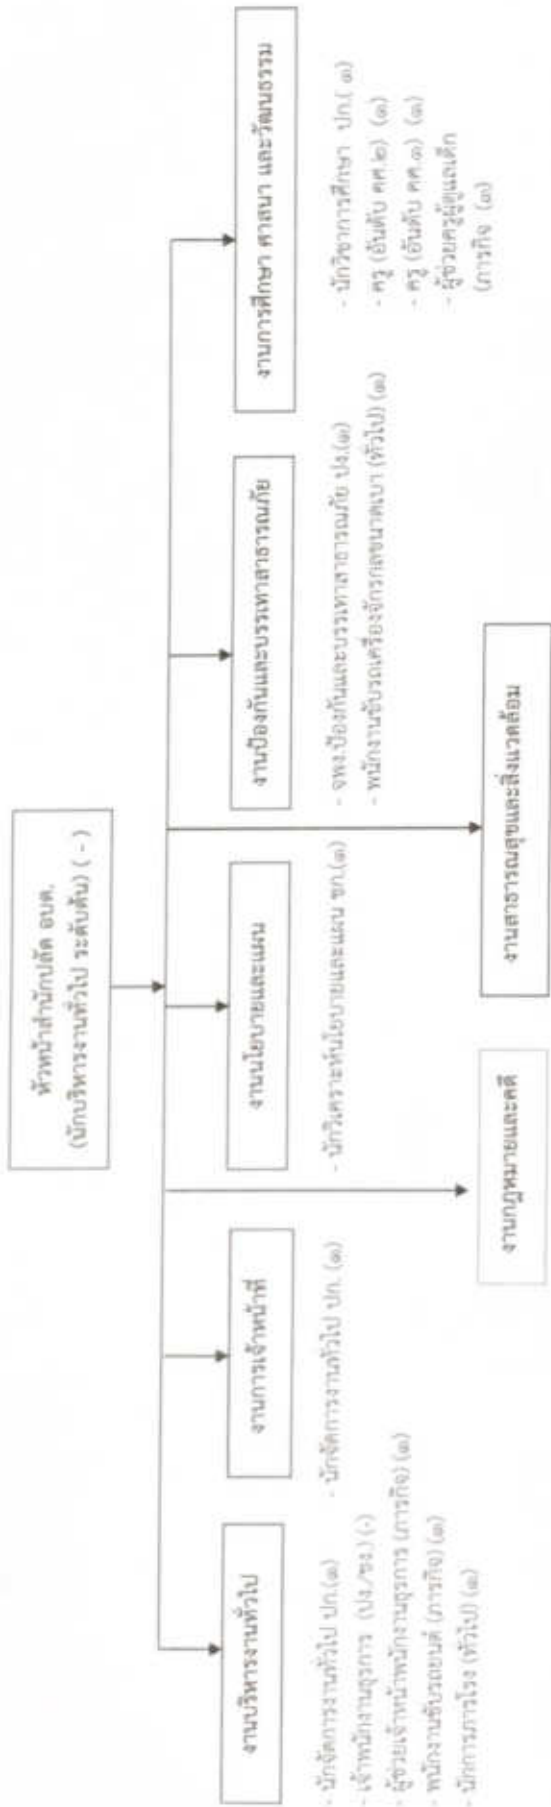 หัวหน้าสำนักปลัด อบต.
(นักบริหารงานทั่วไป ระดับต้น) ( - )
งานบริหารงานทั่วไป
- นักจัดการงานทั่วไป ปก.(๑)
- เจ้าพนักงานธุรการ (ปง/ชง.) (-)
- ผู้ช่วยเจ้าหน้าพนักงานธุรการ (ภารกิจ) (๑)
- พนักงานขับรถยนต์ (ภารกิจ) (๑)
- นักการภารโรง (ทั่วไป) (๑)
งานการเจ้าหน้าที่
- นักจัดการงานทั่วไป ปก. (๑)
งานนโยบายและแผน
- นักวิเคราะห์นโยบายและแผน ชก.(๑)
งานป้องกันและบรรเทาสาธารณภัย
- จพง.ป้องกันและบรรเทาสาธารณภัย ปง.(๑)
- พนักงานขับรถเครื่องจักรกลขนาดเบา (ทั่วไป) (๑)
งานการศึกษา ศาสนา และวัฒนธรรม
- นักวิชาการศึกษา ปก.( ๑)
- ครู (อันดับ คศ.๒) (๑)
- ครู (อันดับ คศ.๑) (๑)
- ผู้ช่วยครูผู้ดูแลเด็ก
(ภารกิจ (๓)
งานกฎหมายและคดี
งานสาธารณสุขและสิ่งแวดล้อม